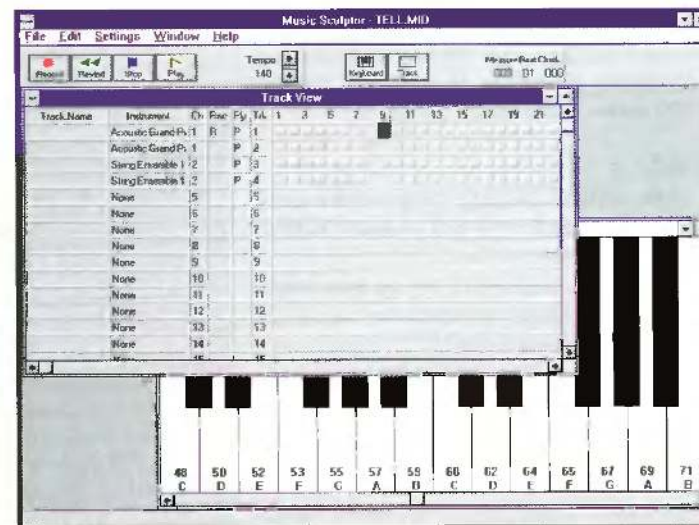 Music Sculptor - TELL.MID
File Edit Settings Window Help
Record Rewind Stop Play Tempo 140 Keyboard Track Measure Beat Clock 01 000
Track View
Track Name Instrument Ch Rec Ply Trk 1 3 5 7 9 11 13 15 17 19 21
Acoustic Grand Pi 1 R P 1
Acoustic Grand Pi 1 P 2
String Ensemble 1 2 P 3
String Ensemble 1 2 P 4
None 5 5
None 6 6
None 7 7
None 8 8
None 9 9
None 10 10
None 11 11
None 12 12
None 13 13
None 14 14
None 15 15
48 50 52 53 55 57 59 60 62 64 65 67 69 71
C D E F G A B C D E F G A B